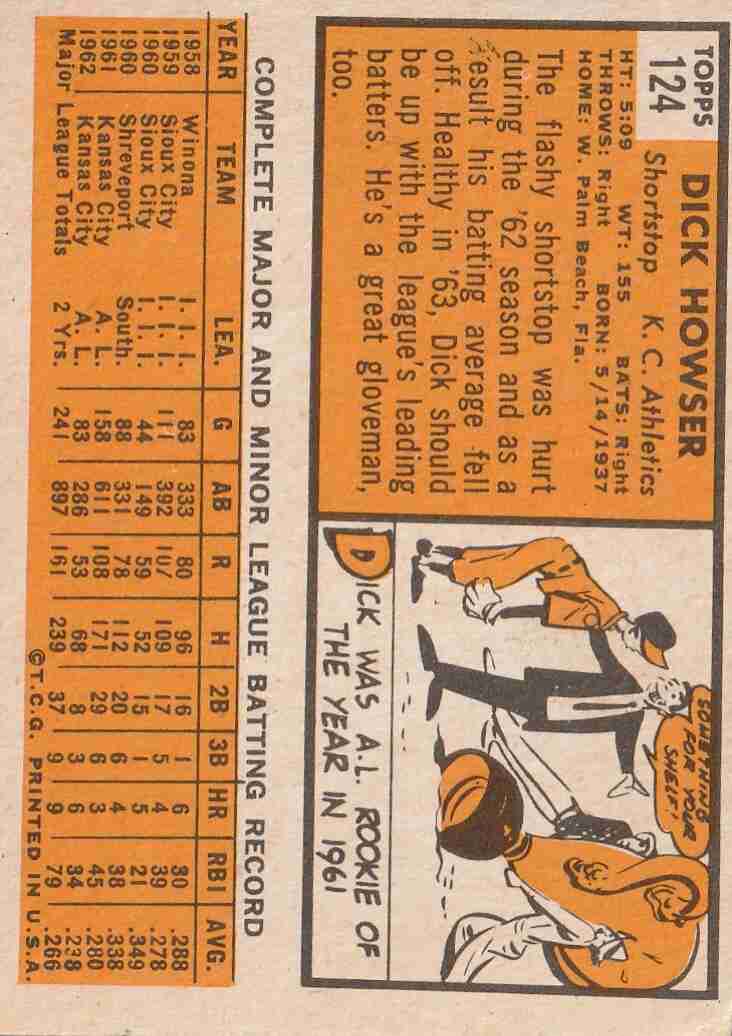 TOPPS
124
DICK HOWSER
Shortstop K. C. Athletics
HT: 5:09 WT: 155 BATS: Right
THROWS: Right BORN: 5/14/1937
HOME: W. Palm Beach, Fla.
The flashy shortstop was hurt
during the '62 season and as a
result his batting average fell
off. Healthy in '63, Dick should
be up with the league's leading
batters. He's a great gloveman,
too.
SOMETHING
FOR YOUR
SHELF!
DICK WAS A.L. ROOKIE OF
THE YEAR IN 1961
COMPLETE MAJOR AND MINOR LEAGUE BATTING RECORD
YEAR TEAM LEA. G AB R H 2B 3B HR RBI AVG.
1958 Winona I. I. I. 83 333 80 96 16 1 6 30 .288
1959 Sioux City I. I. I. 111 392 107 109 17 5 4 39 .278
1960 Sioux City I. I. I. 44 149 59 52 15 1 5 21 .349
1960 Shreveport South. 88 331 78 112 20 6 4 38 .338
1961 Kansas City A. L. 158 611 108 171 29 6 3 45 .280
1962 Kansas City A. L. 83 286 53 68 8 3 6 34 .238
Major League Totals 2 Yrs. 241 897 161 239 37 9 9 79 .266
©T.C.G. PRINTED IN U.S.A.